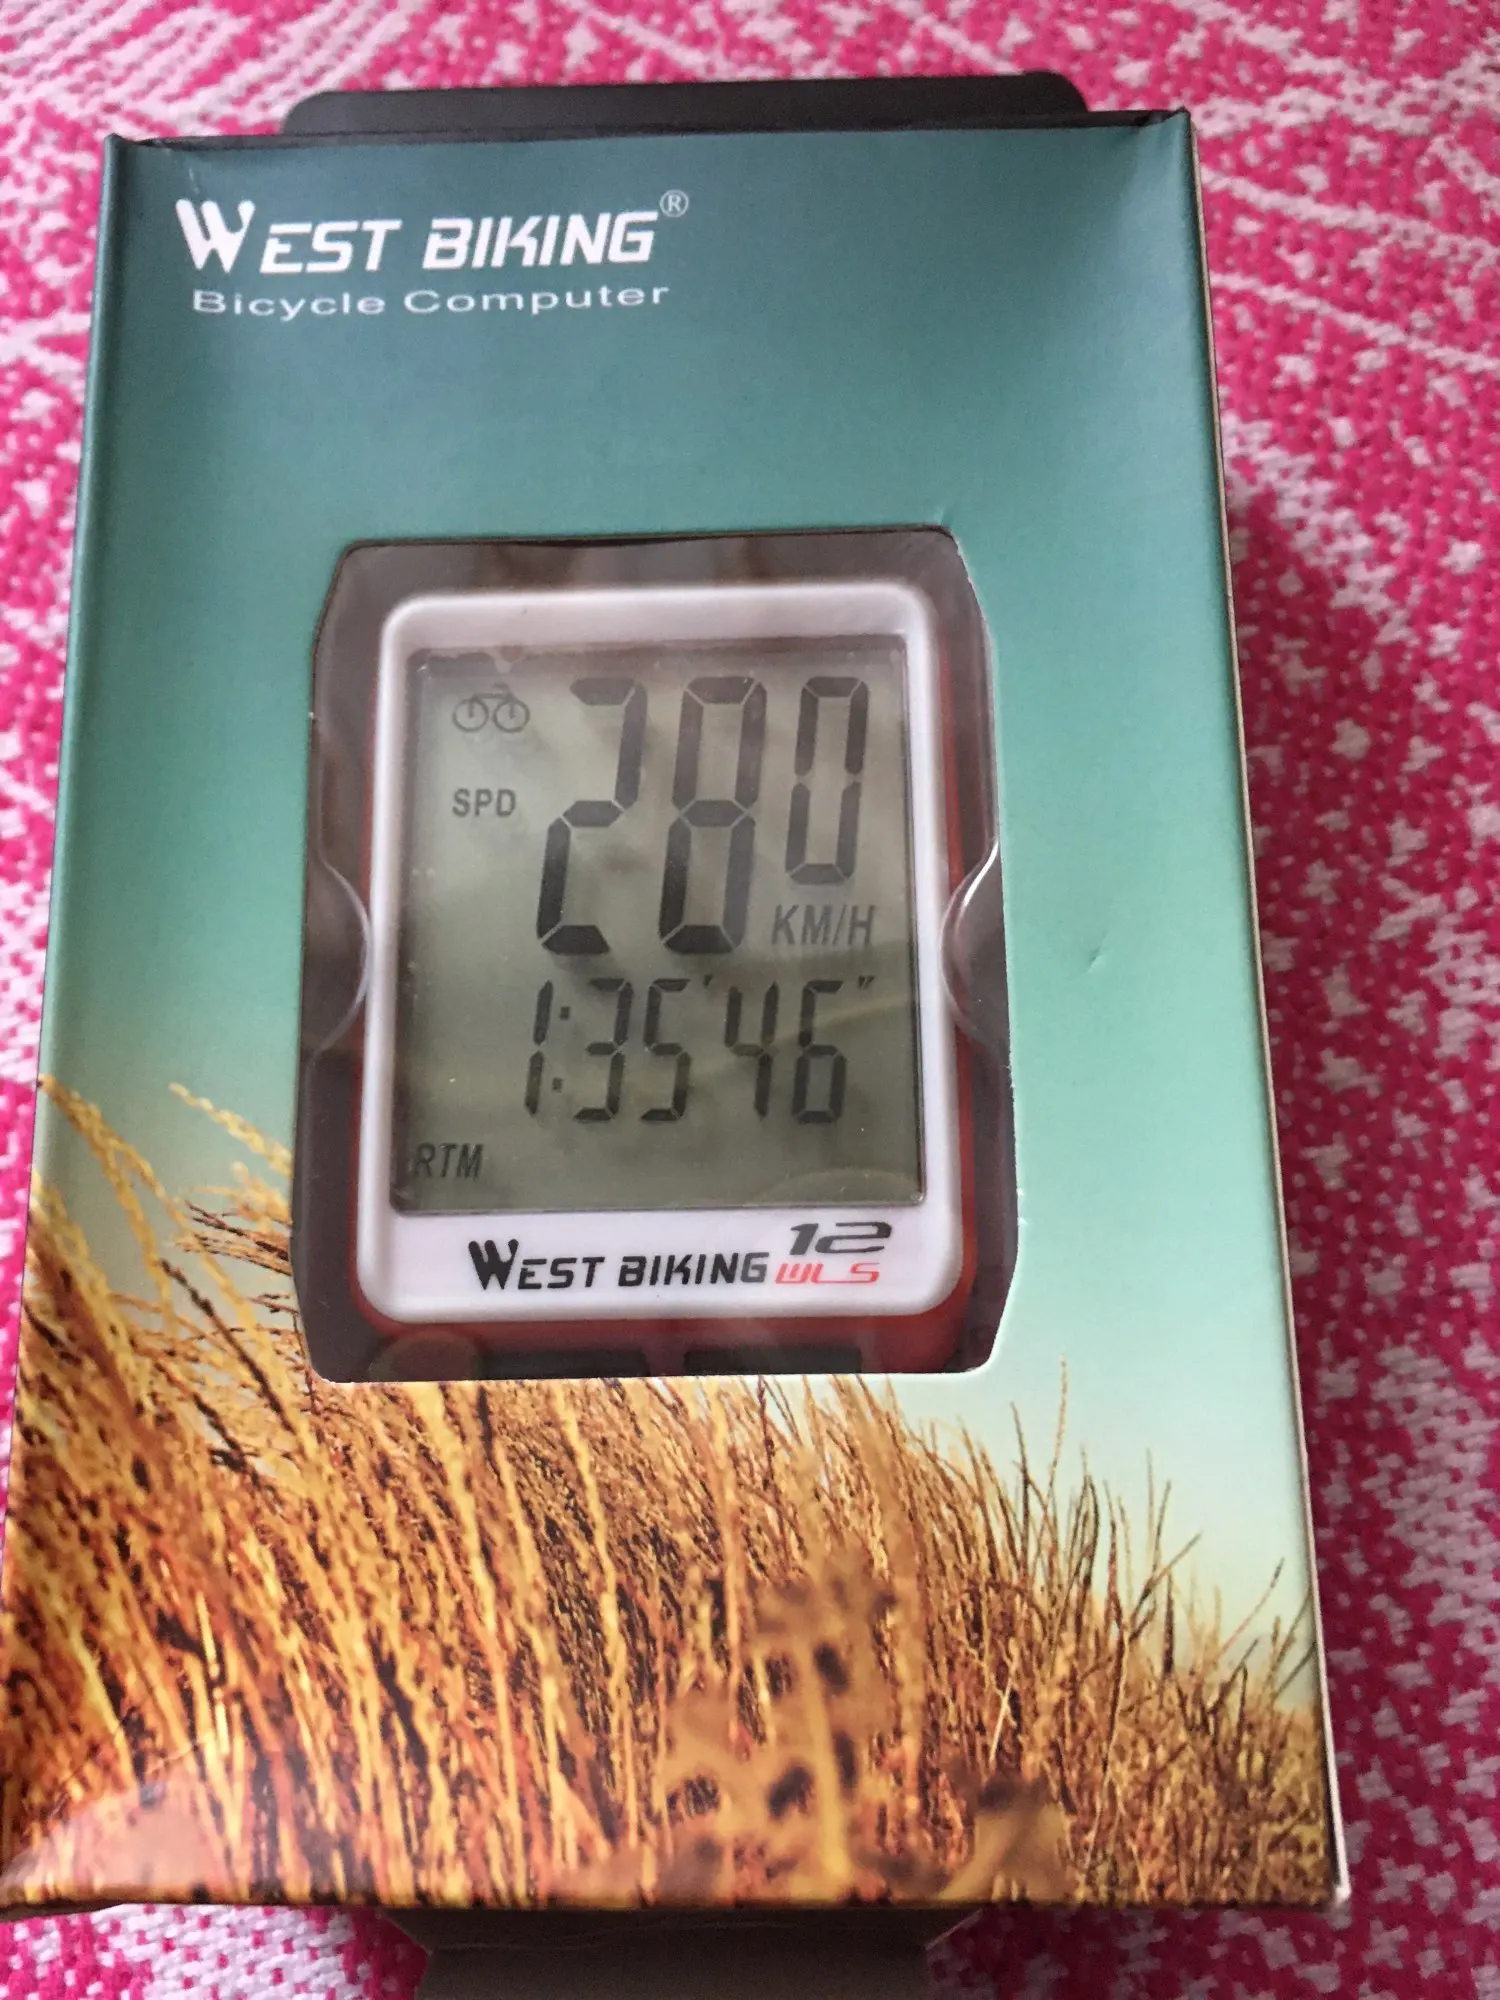 WEST BIKING®
Bicycle Computer
SPD 280
KM/H
1:35'46"
RTM
WEST BIKING 12
WLS